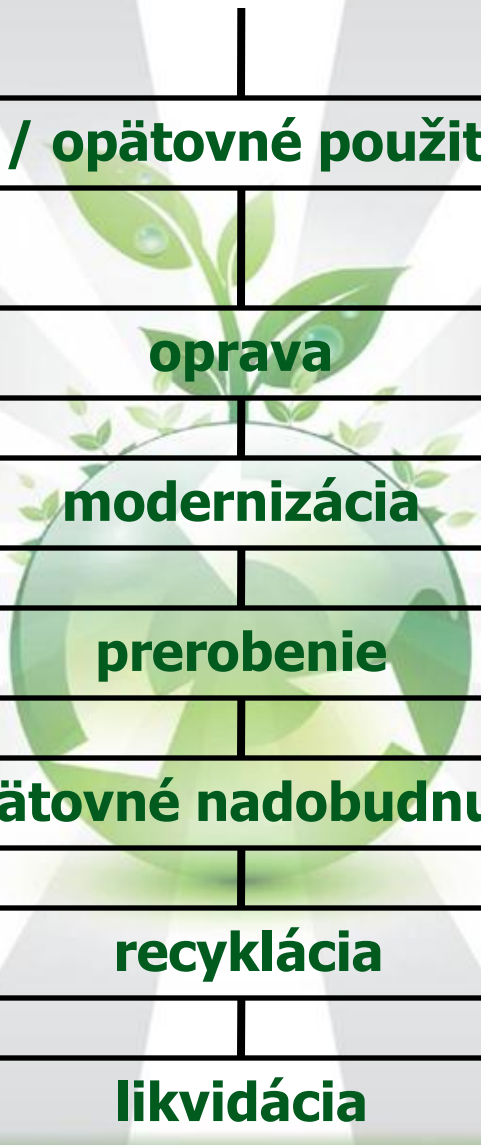 / opätovné použit
oprava
modernizácia
prerobenie
ätovné nadobudnu
recyklácia
likvidácia